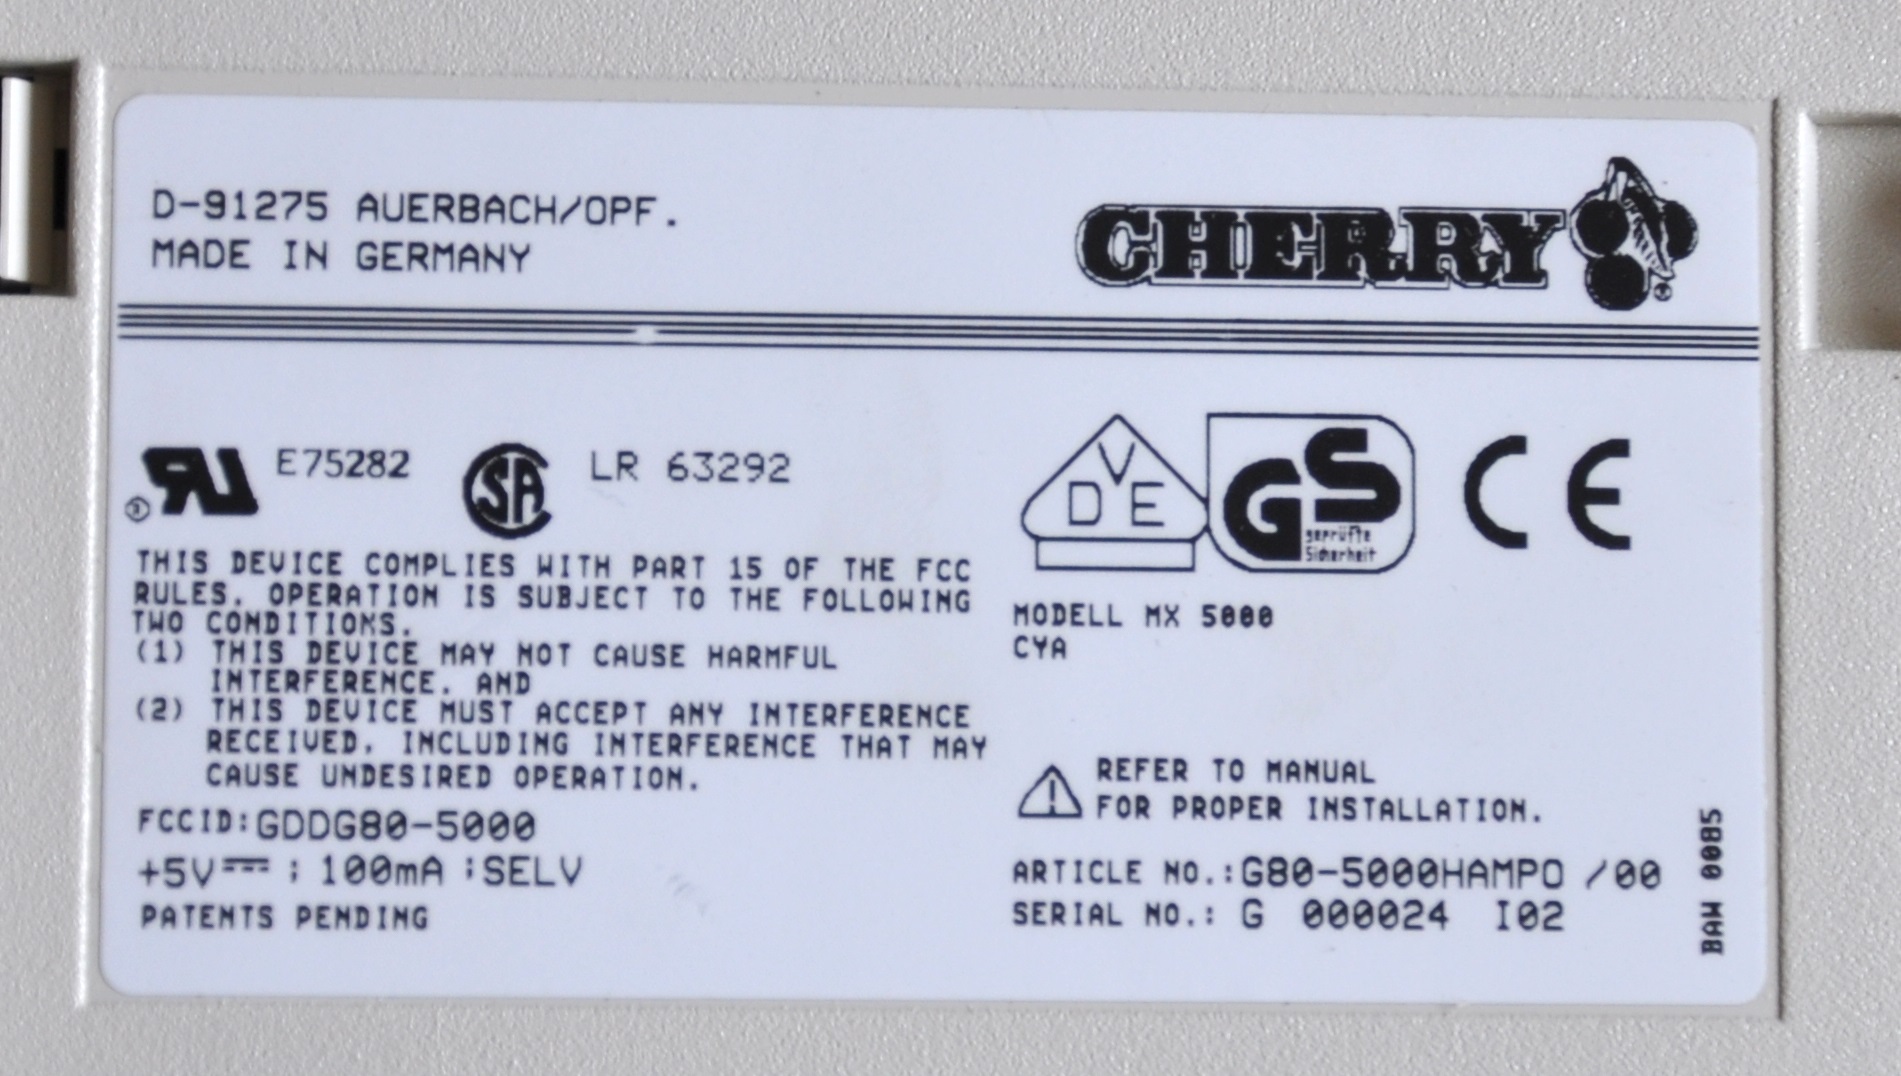 D-91275 AUERBACH/OPF.
MADE IN GERMANY
CHERRY
®
E75282
SA
LR 63292
V
D E
GS
geprüfte
Sicherheit
CE
THIS DEVICE COMPLIES WITH PART 15 OF THE FCC
RULES. OPERATION IS SUBJECT TO THE FOLLOWING
TWO CONDITIONS.
(1) THIS DEVICE MAY NOT CAUSE HARMFUL
INTERFERENCE. AND
(2) THIS DEVICE MUST ACCEPT ANY INTERFERENCE
RECEIVED. INCLUDING INTERFERENCE THAT MAY
CAUSE UNDESIRED OPERATION.
FCCID:GDDG80-5000
+5V⎓ ; 100mA ;SELV
PATENTS PENDING
MODELL MX 5000
CYA
REFER TO MANUAL
FOR PROPER INSTALLATION.
ARTICLE NO.:G80-5000HAMPO /00
SERIAL NO.: G 000024 I02
BAW 0085